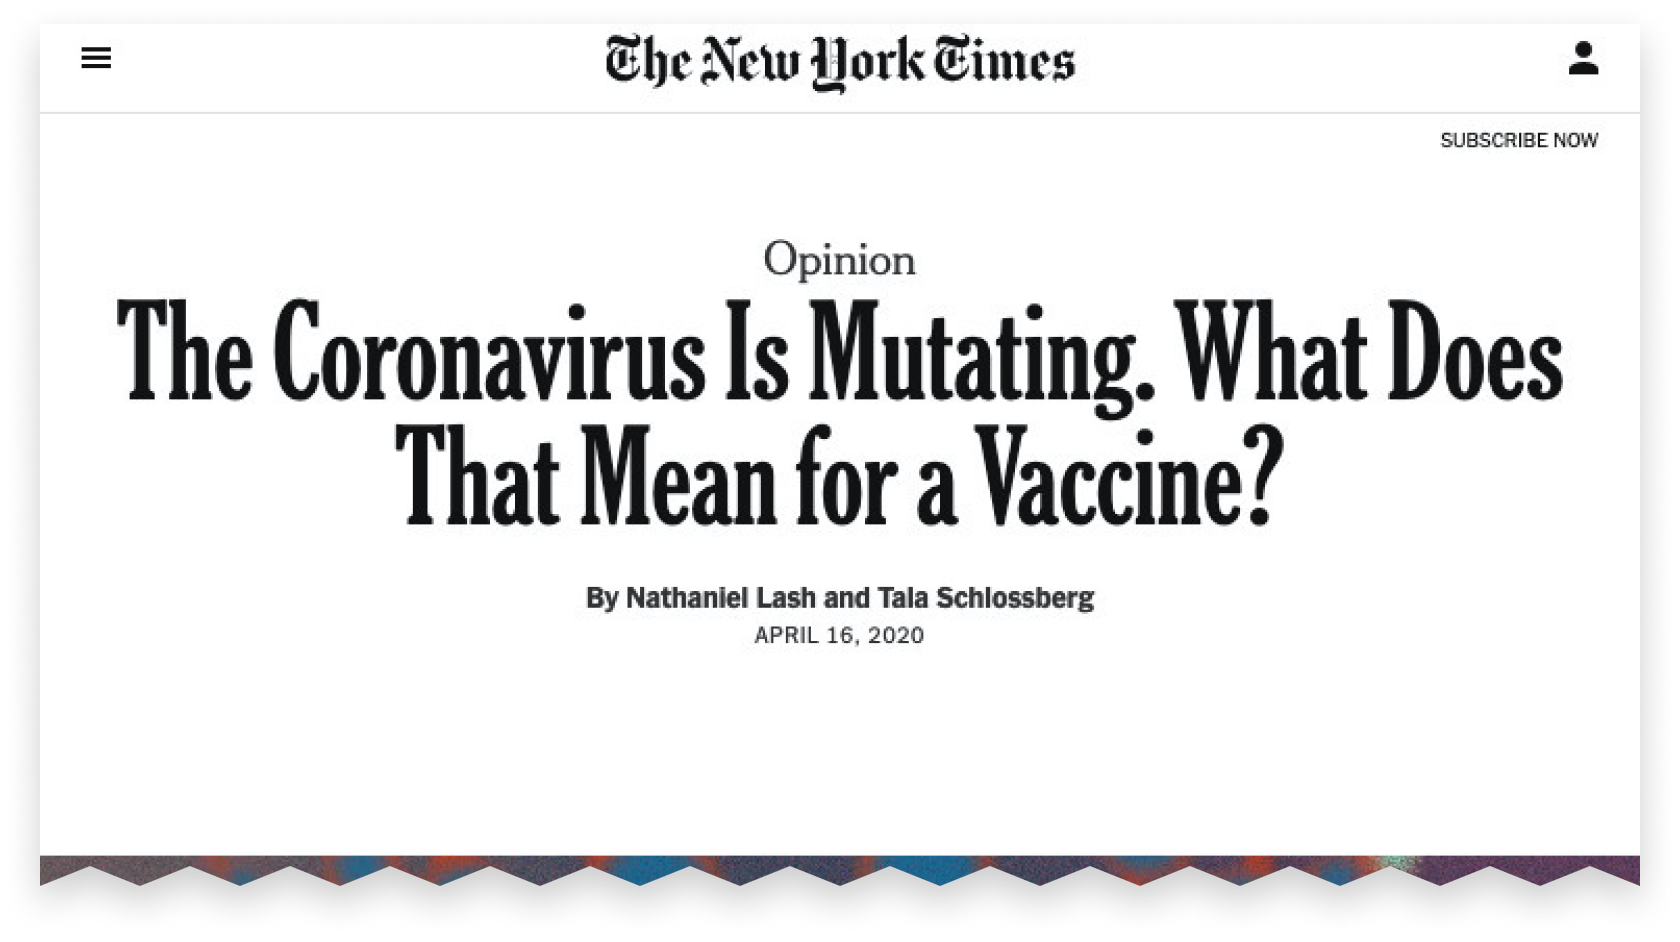 The New York Times
SUBSCRIBE NOW
Opinion
The Coronavirus Is Mutating. What Does
That Mean for a Vaccine?
By Nathaniel Lash and Tala Schlossberg
APRIL 16, 2020